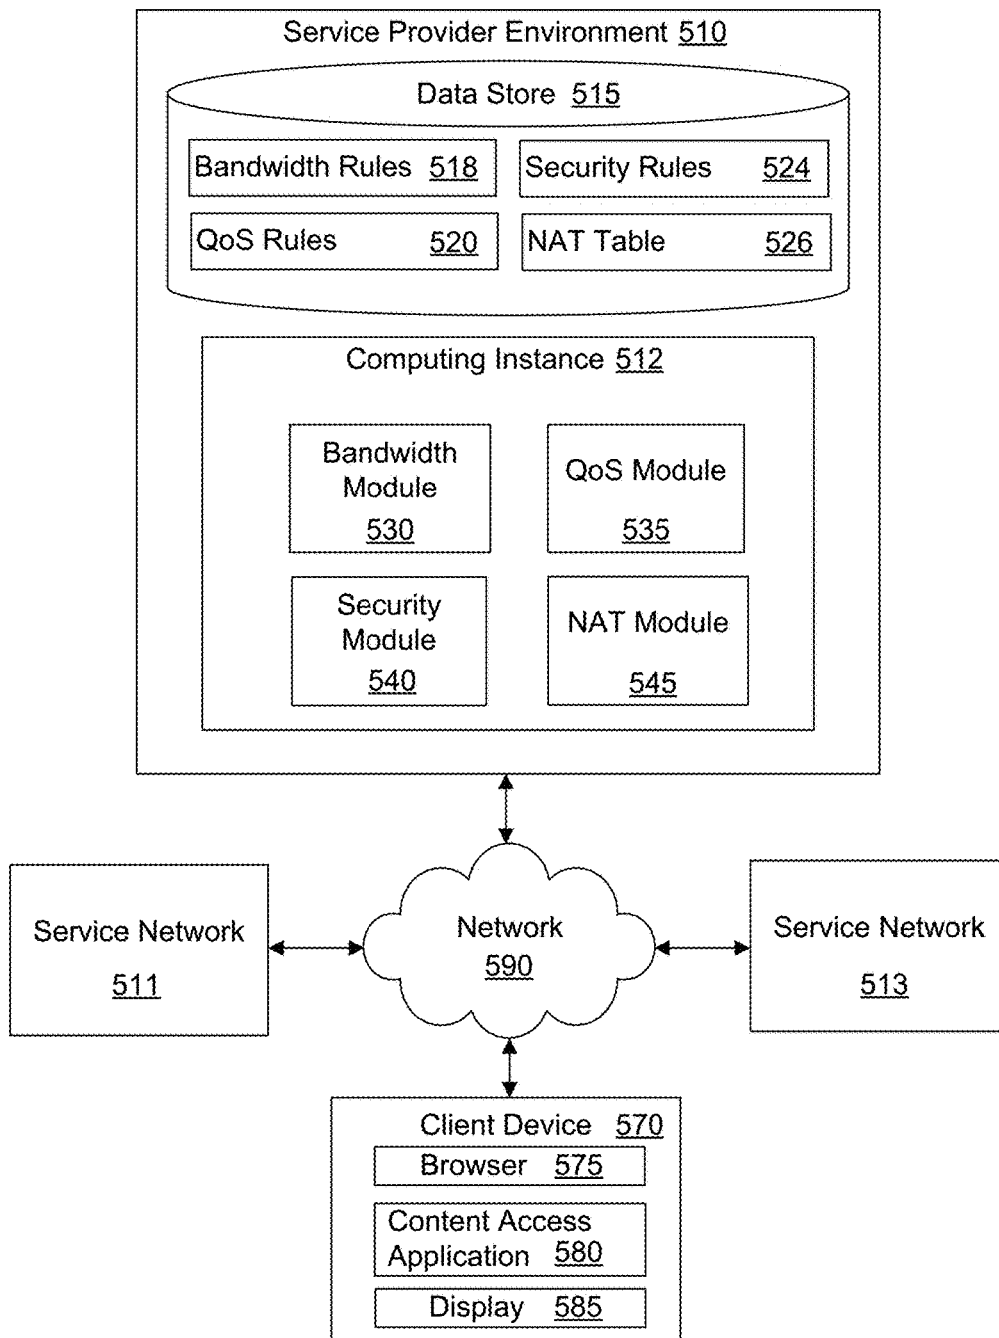 Service Provider Environment 510
Data Store 515
Bandwidth Rules 518
Security Rules 524
QoS Rules 520
NAT Table 526
Computing Instance 512
Bandwidth
Module
530
QoS Module
535
Security
Module
540
NAT Module
545
Service Network
511
Network
590
Service Network
513
Client Device 570
Browser 575
Content Access
Application 580
Display 585